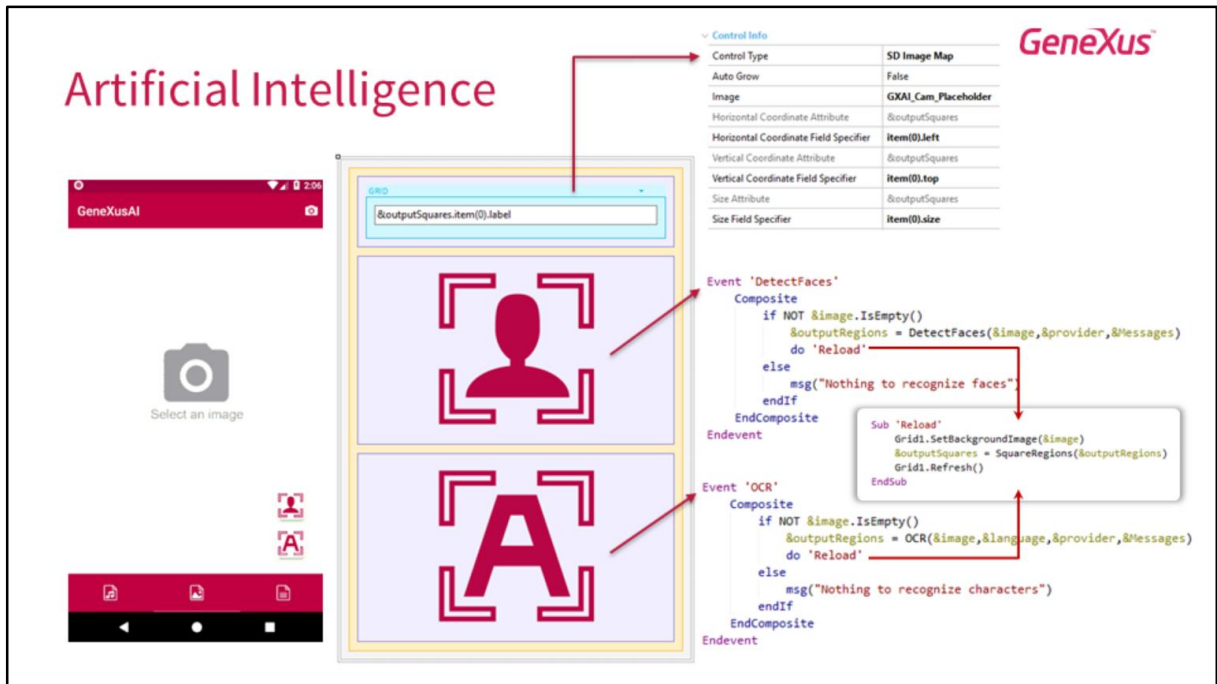 Artificial Intelligence
GeneXus™
2:06
GeneXusAI
Select an image
GRID
&outputSquares.item(0).label
A
A
Control Info
Control Type SD Image Map
Auto Grow False
Image GXAI_Cam_Placeholder
Horizontal Coordinate Attribute &outputSquares
Horizontal Coordinate Field Specifier item(0).left
Vertical Coordinate Attribute &outputSquares
Vertical Coordinate Field Specifier item(0).top
Size Attribute &outputSquares
Size Field Specifier item(0).size
Event 'DetectFaces'
Composite
if NOT &image.IsEmpty()
&outputRegions = DetectFaces(&image,&provider,&Messages)
do 'Reload'
else
msg("Nothing to recognize faces")
endIf
EndComposite
Endevent
Sub 'Reload'
Grid1.SetBackgroundImage(&image)
&outputSquares = SquareRegions(&outputRegions)
Grid1.Refresh()
EndSub
Event 'OCR'
Composite
if NOT &image.IsEmpty()
&outputRegions = OCR(&image,&language,&provider,&Messages)
do 'Reload'
else
msg("Nothing to recognize characters")
endIf
EndComposite
Endevent